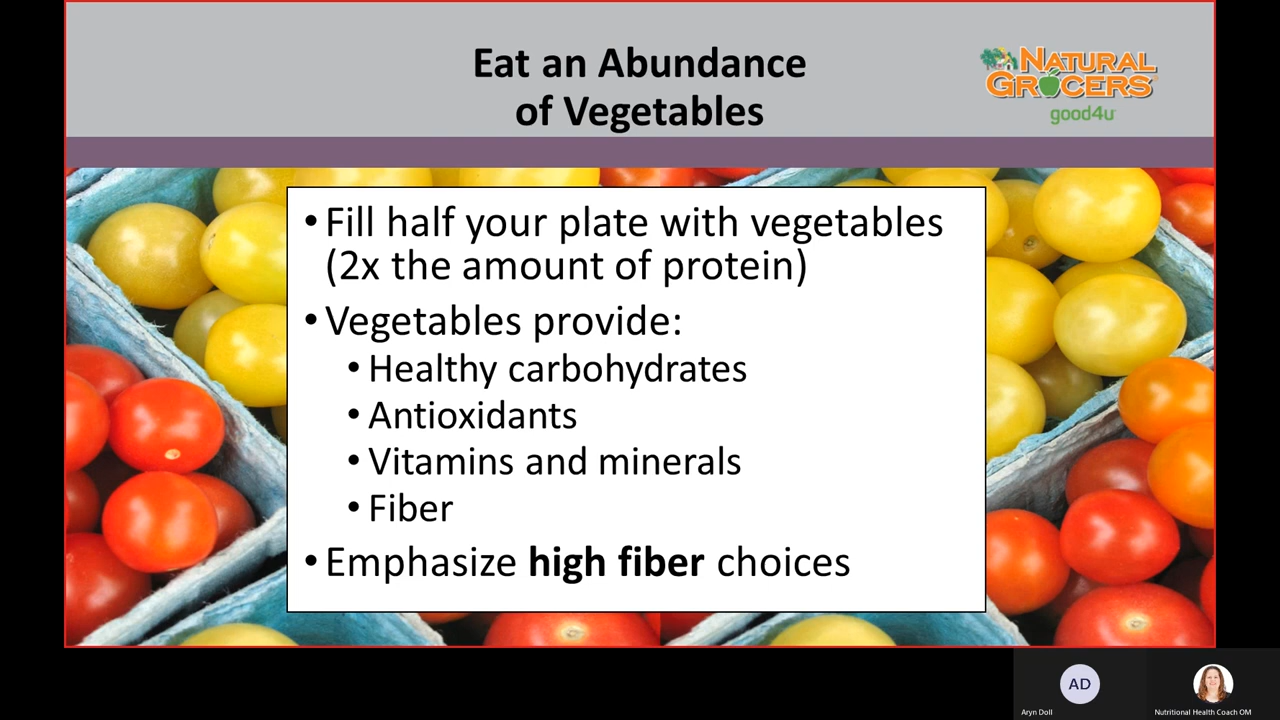 Eat an Abundance
of Vegetables
NATURAL
GROCERS
good4u
• Fill half your plate with vegetables
(2x the amount of protein)
• Vegetables provide:
• Healthy carbohydrates
• Antioxidants
• Vitamins and minerals
• Fiber
• Emphasize high fiber choices
AD
Aryn Doll
Nutritional Health Coach OM